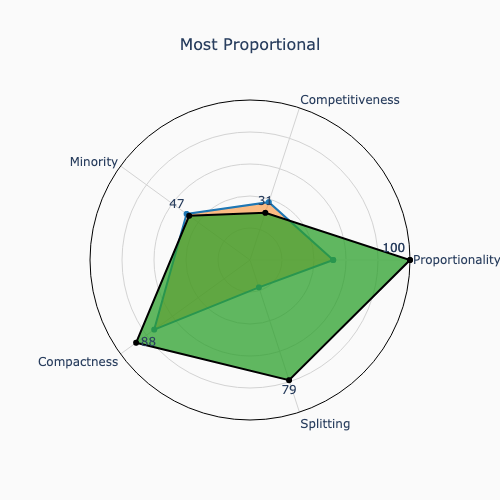 Most Proportional
Competitiveness
Minority
47
31
100
Proportionality
88
Compactness
79
Splitting